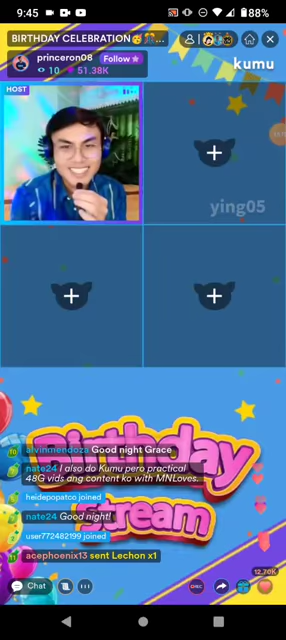 9:45
88%
BIRTHDAY CELEBRATION🥳🎊...
princeron08
Follow
10 51.38K
kumu
HOST
ying05
Birthday
Stream
alvinmendoza Good night Grace
nate24 I also do Kumu pero practical
48G vids dng content ko with MNLoves.
heidepopatco joined
nate24 Good night!
user772482199 joined
acephoenix13 sent Lechon x1
12.70K
Chat